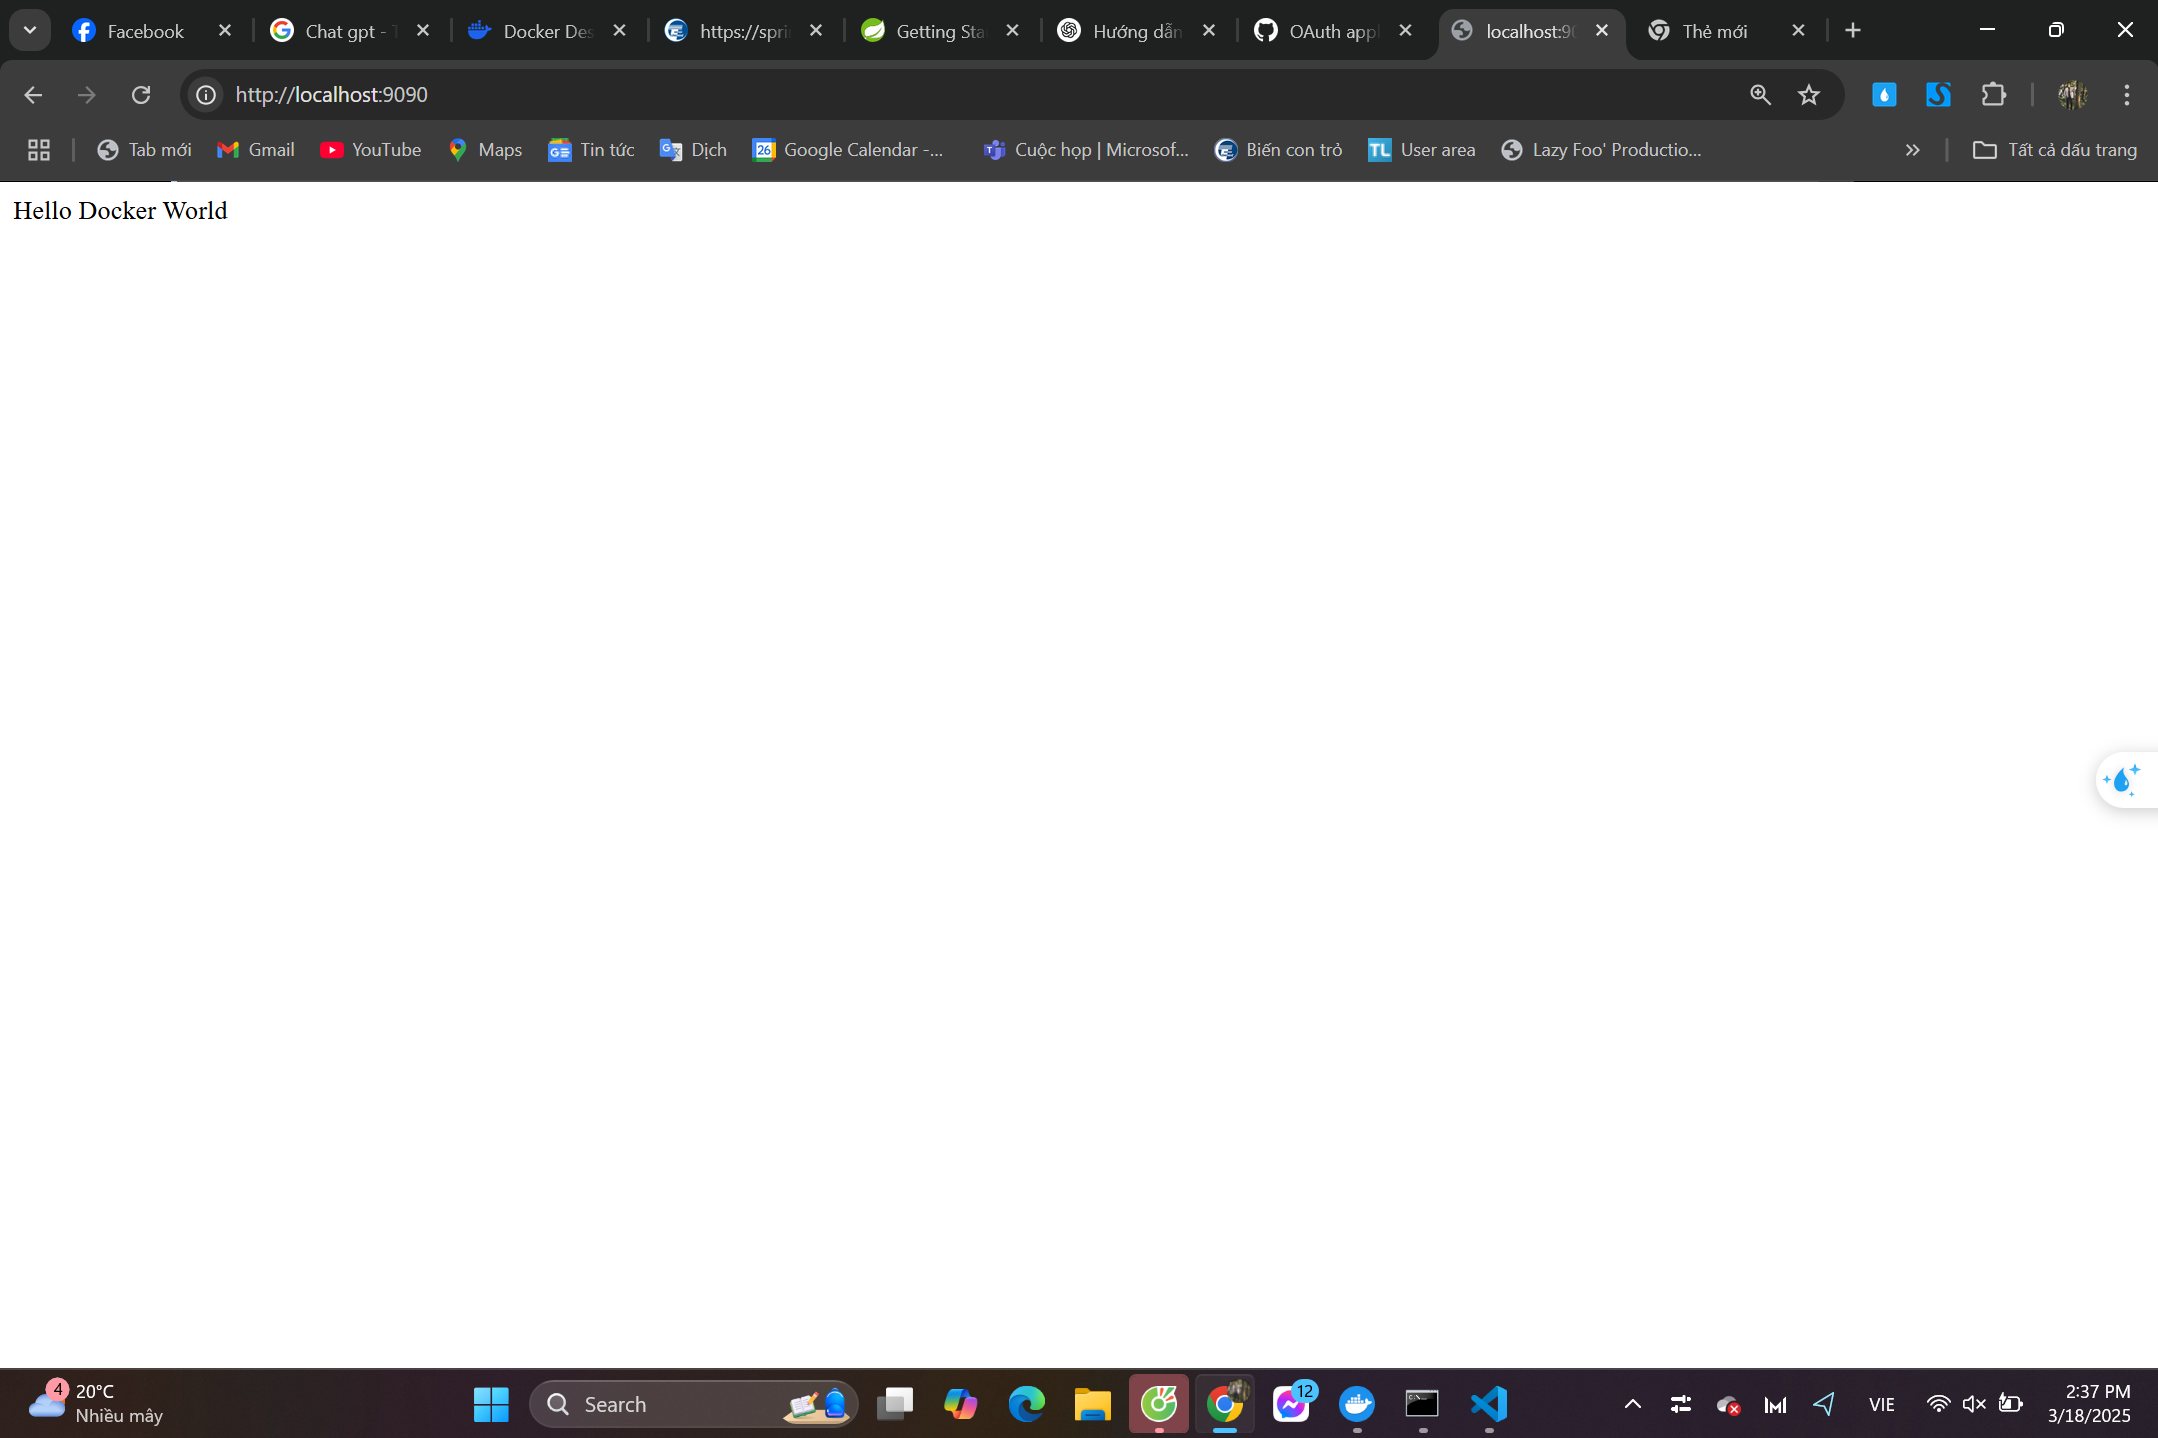 Facebook
Chat gpt - T
Docker Des
https://spri
Getting Sta
Hướng dẫn
OAuth appl
localhost:90
Thẻ mới
http://localhost:9090
Tab mới
Gmail
YouTube
Maps
Tin tức
Dịch
26
Google Calendar -...
Cuộc họp | Microsof...
Biến con trỏ
TL
User area
Lazy Foo' Productio...
Tất cả dấu trang
Hello Docker World
4
20°C
Nhiều mây
Search
12
VIE
2:37 PM
3/18/2025